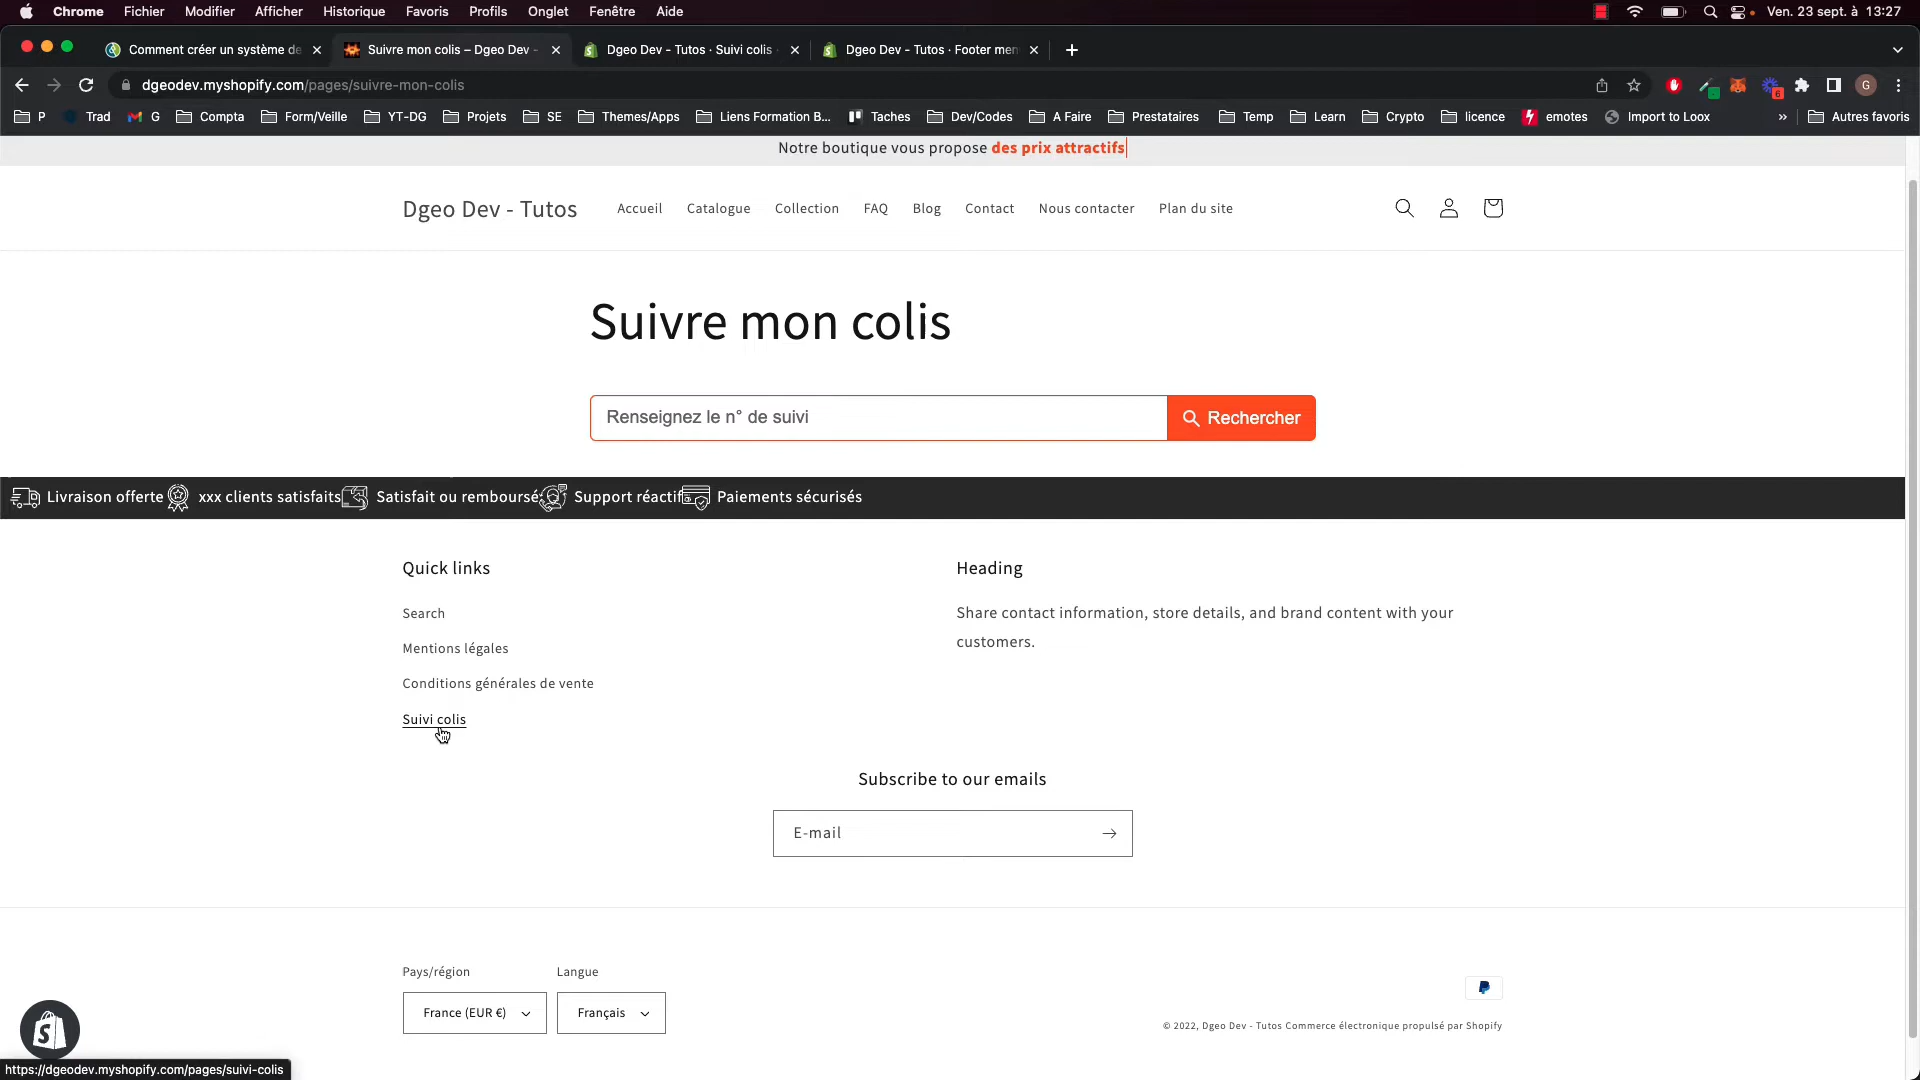 Chrome Fichier Modifier Afficher Historique Favoris Profils Onglet Fenêtre Aide Ven. 23 sept. à 13:27
Comment créer un système de Suivre mon colis – Dgeo Dev - Dgeo Dev - Tutos · Suivi colis Dgeo Dev - Tutos · Footer men
dgeodev.myshopify.com/pages/suivre-mon-colis G 6
P Trad G Compta Form/Veille YT-DG Projets SE Themes/Apps Liens Formation B... Taches Dev/Codes A Faire Prestataires Temp Learn Crypto licence emotes Import to Loox » Autres favoris
Notre boutique vous propose des prix attractifs
Dgeo Dev - Tutos Accueil Catalogue Collection FAQ Blog Contact Nous contacter Plan du site
Suivre mon colis
Renseignez le n° de suivi Rechercher
Livraison offerte xxx clients satisfaits Satisfait ou remboursé Support réactif Paiements sécurisés
Quick links
Search
Mentions légales
Conditions générales de vente
Suivi colis
Heading
Share contact information, store details, and brand content with your
customers.
Subscribe to our emails
E-mail
Pays/région Langue
France (EUR €) Français
© 2022, Dgeo Dev - Tutos Commerce électronique propulsé par Shopify
https://dgeodev.myshopify.com/pages/suivi-colis